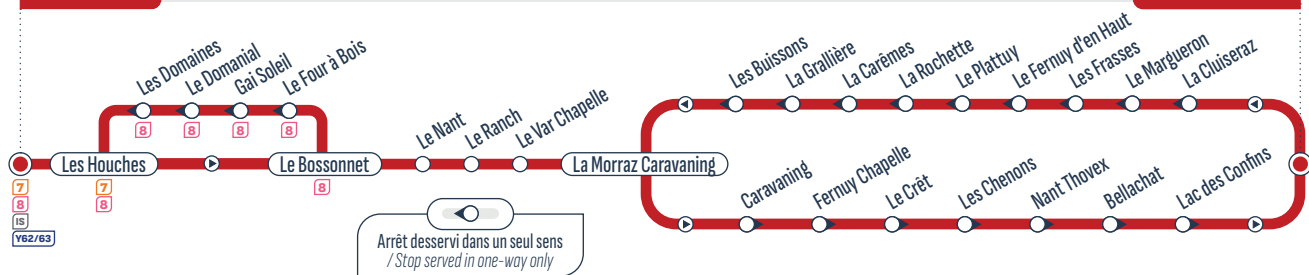 Les Domaines
Le Domanial
Gai Soleil
Le Four à Bois
8
8
8
8
Les Houches
Le Bossonnet
Le Nant
Le Ranch
Le Var Chapelle
La Morraz Caravaning
7
8
IS
Y62/63
7
8
8
Les Buissons
La Grallière
La Carêmes
La Rochette
Le Plattuy
Le Fernuy d'en Haut
Les Frasses
Le Margueron
La Cluiseraz
Caravaning
Fernuy Chapelle
Le Crêt
Les Chenons
Nant Thovex
Bellachat
Lac des Confins
Arrêt desservi dans un seul sens
/ Stop served in one-way only